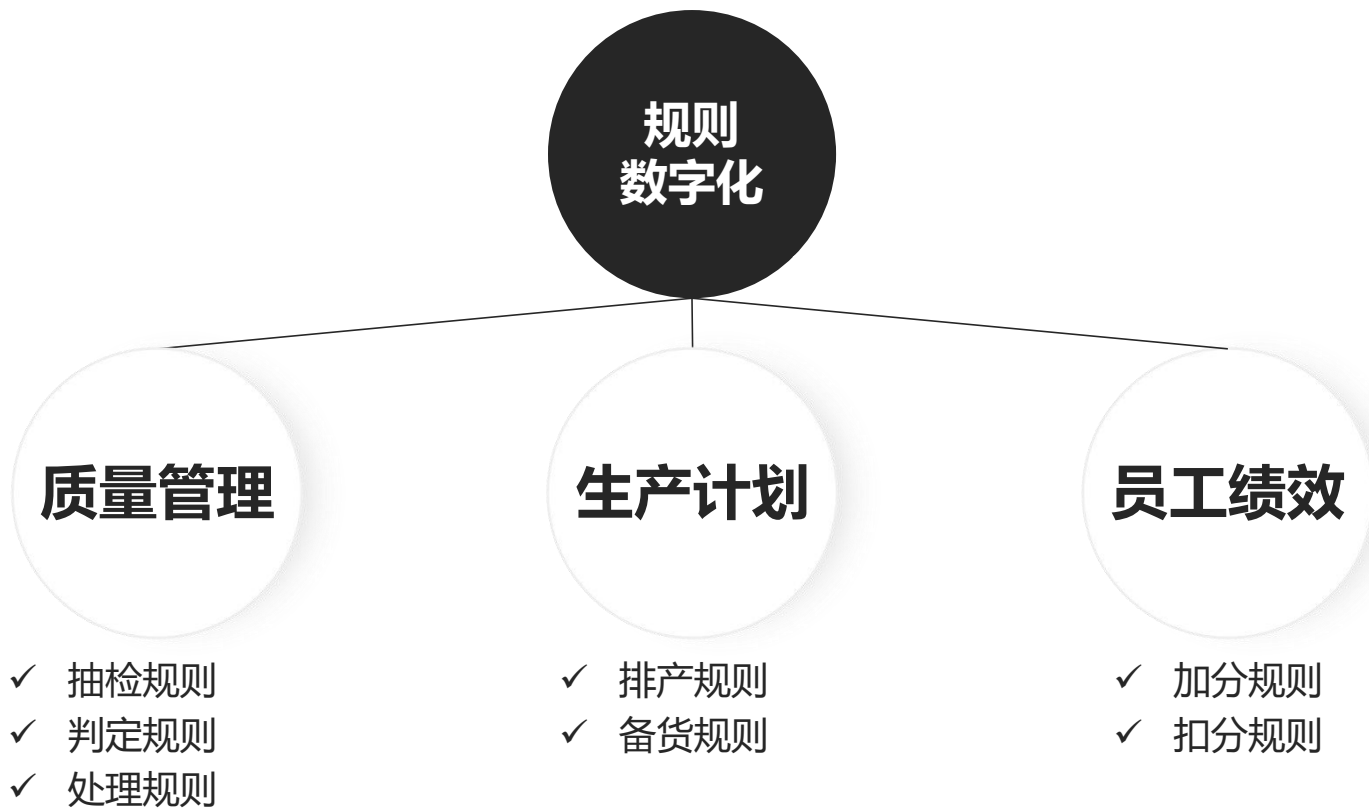 规则
数字化
质量管理
生产计划
员工绩效
✓ 抽检规则
✓ 判定规则
✓ 处理规则
✓ 排产规则
✓ 备货规则
✓ 加分规则
✓ 扣分规则